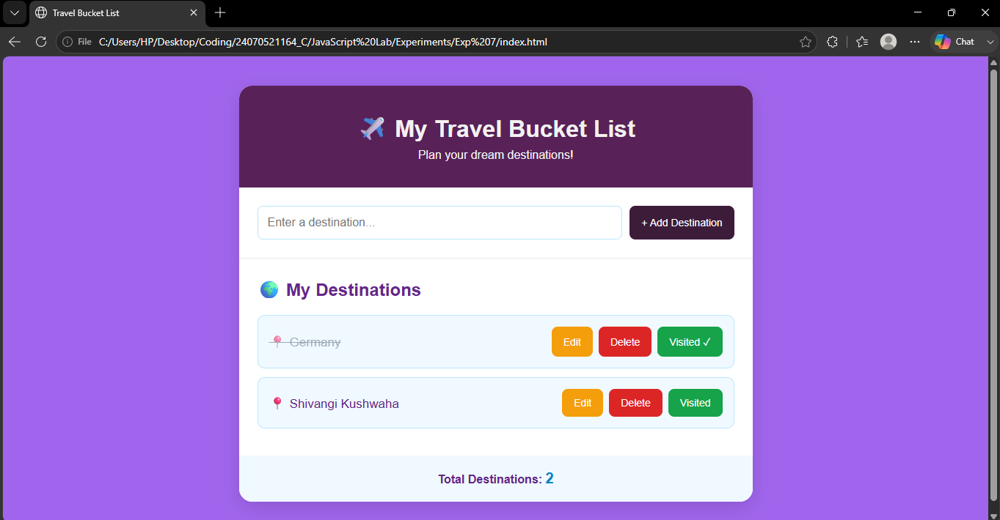 Travel Bucket List
File C:/Users/HP/Desktop/Coding/24070521164_C/JavaScript%20Lab/Experiments/Exp%207/index.html Chat
✈️ My Travel Bucket List
Plan your dream destinations!
Enter a destination... + Add Destination
🌍 My Destinations
📍 Germany Edit Delete Visited ✓
📍 Shivangi Kushwaha Edit Delete Visited
Total Destinations: 2